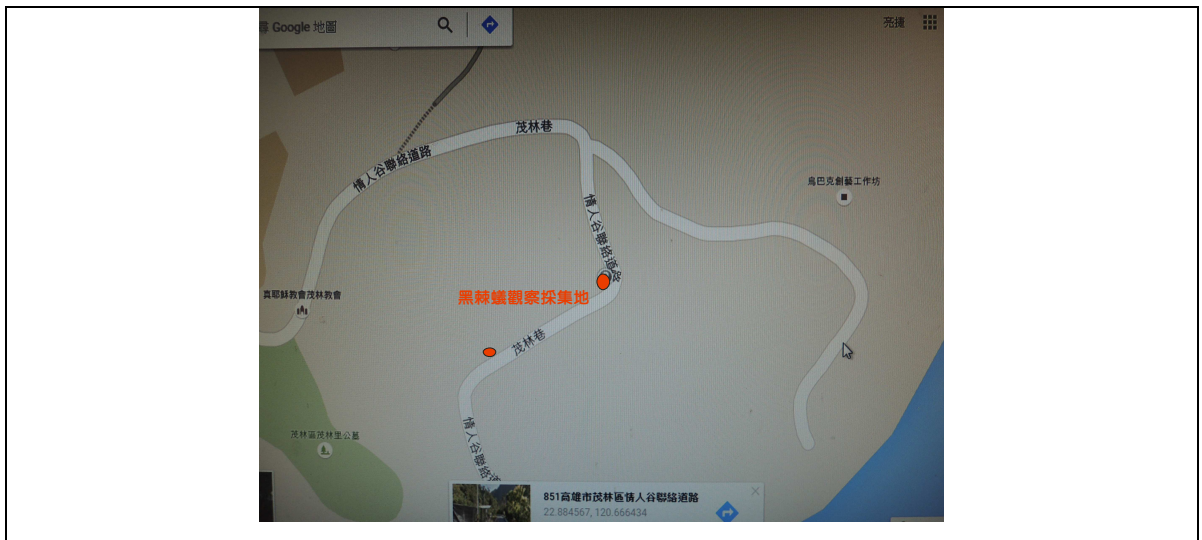 尋 Google 地圖
亮捷
茂林巷
情人谷聯絡道路
烏巴克創藝工作坊
情人谷聯絡道路
真耶穌教會茂林教會
黑棘蟻觀察採集地
茂林巷
茂林區茂林里公墓
情人谷聯絡道
851高雄市茂林區情人谷聯絡道路
22.884567, 120.666434